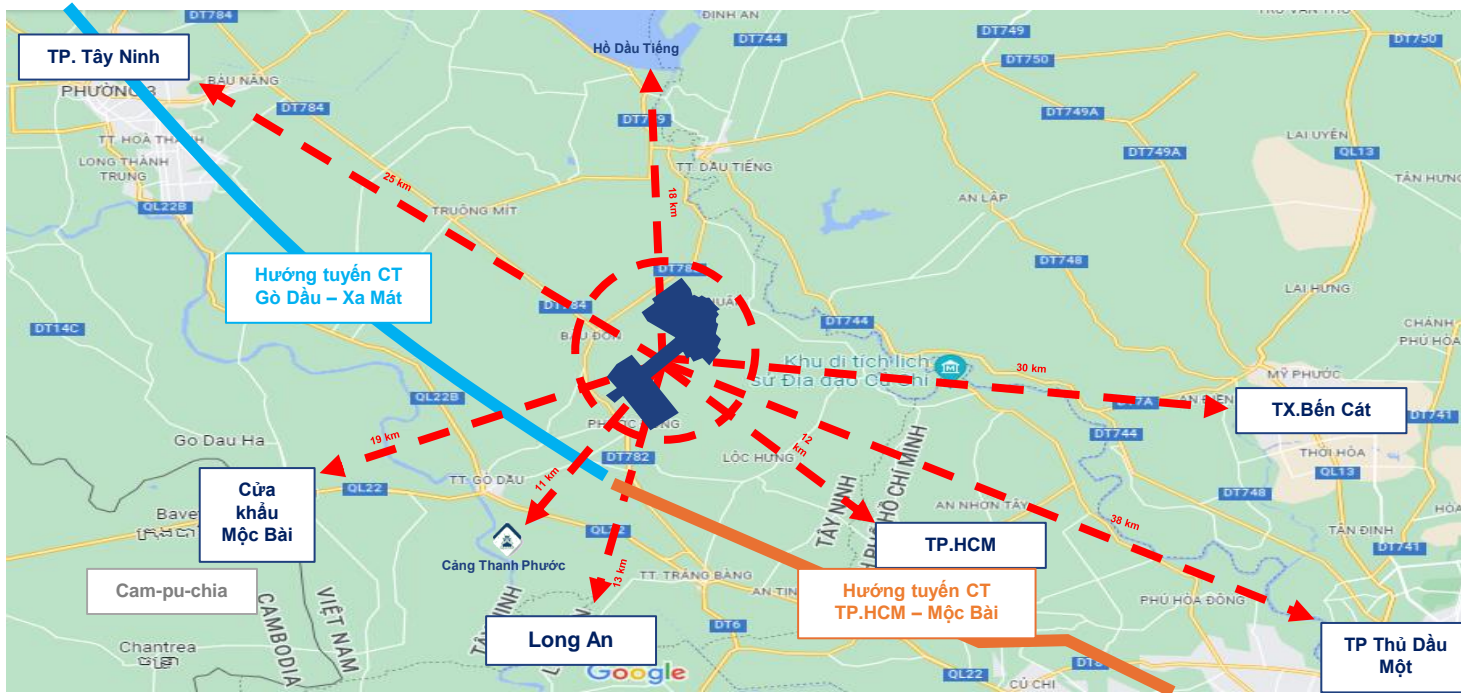 DT784
ĐỊNH AN
DT744
DT749
DT750
TP. Tây Ninh
Hồ Dầu Tiếng
DT750
BÀU NĂNG
PHƯỜNG 3
DT784
DT749A
LAI UYÊN
TT. HOÀ THÀNH
LONG THÀNH
TRUNG
TT. DẦU TIẾNG
DT749A
QL13
TÂN HƯNG
25 km
18 km
AN LẬP
QL22B
TRUÔNG MÍT
Hướng tuyến CT
Gò Dầu – Xa Mát
DT748
LAI HƯNG
DT14C
BÀU ĐỒN
DT744
CHÁNH
PHÚ HÒA
Khu di tích lịch
sử Địa đạo Củ Chi
30 km
MỸ PHƯỚC
QL22B
TX.Bến Cát
DT741
DT744
Go Dau Ha
19 km
12
km
DT782
LỘC HƯNG
THỚI HÒA
QL13
Cửa
khẩu
Mộc Bài
QL22
TT. GÒ DẦU
11 km
TÂY NINH
AN NHƠN TÂY
DT748
38 km
TÂN ĐỊNH
Cảng Thanh Phước
TP.HCM
DT741
13 km
TT. TRẢNG BÀNG
Cam-pu-chia
CAMBODIA
VIỆT NAM
Hướng tuyến CT
TP.HCM – Mộc Bài
PHÚ HÒA ĐÔNG
Long An
DT6
Chantrea
Google
TP Thủ Dầu
Một
QL22
CỦ CHI